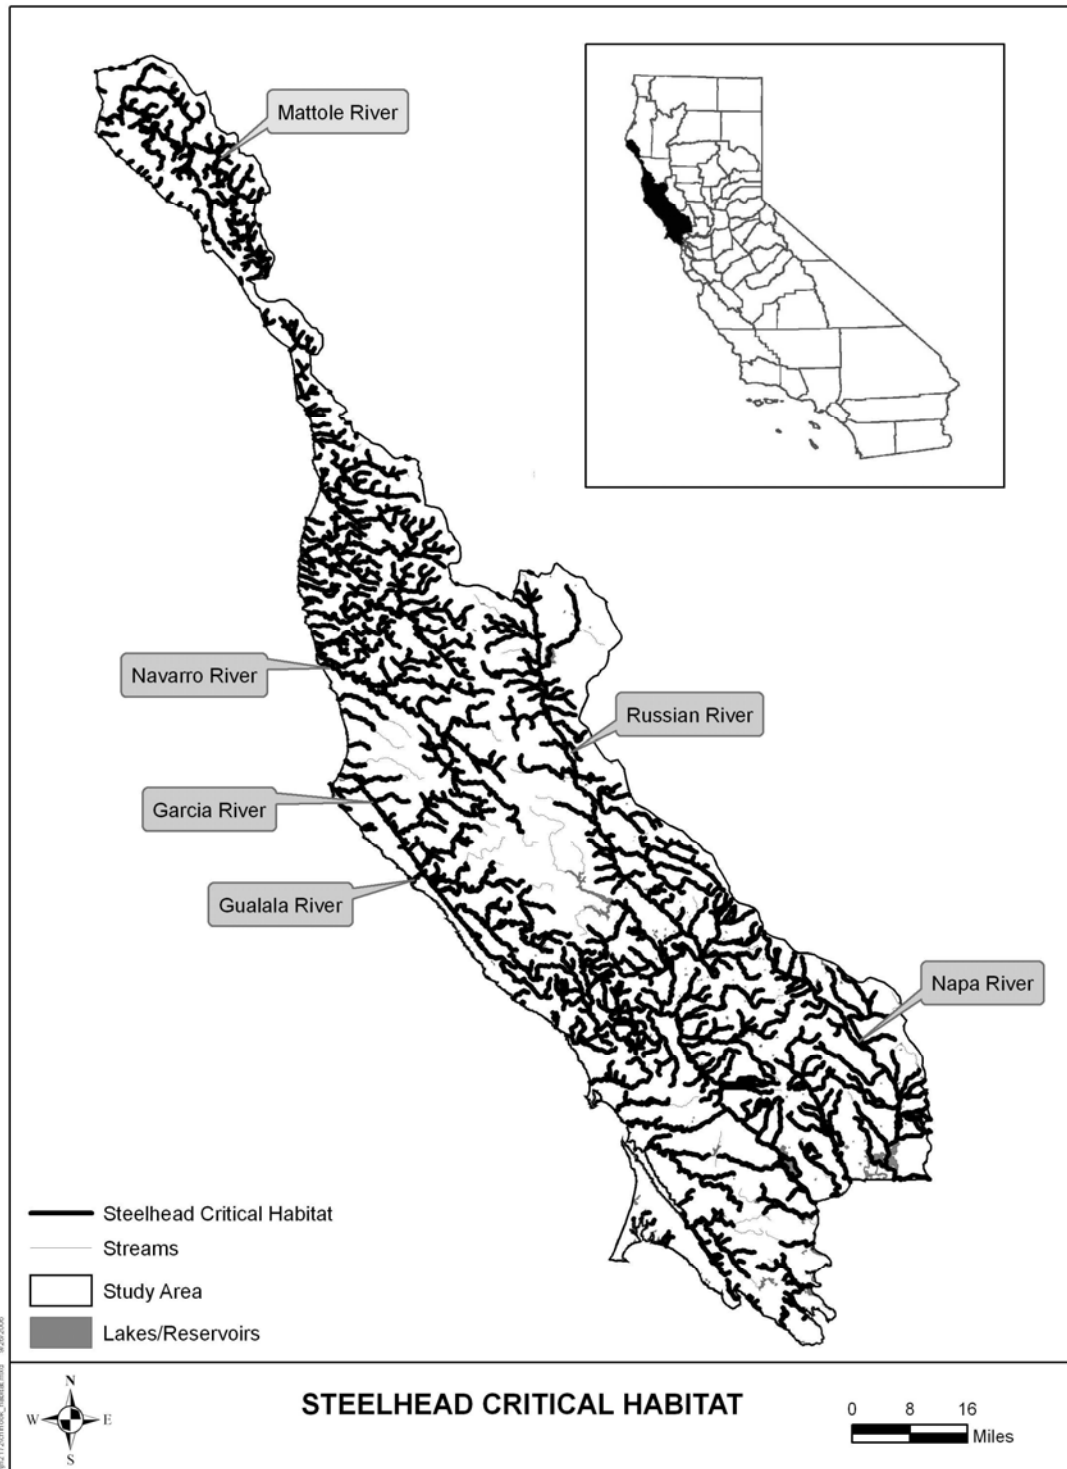 Mattole River
Navarro River
Russian River
Garcia River
Gualala River
Napa River
Steelhead Critical Habitat
Streams
Study Area
Lakes/Reservoirs
N
W E
S
STEELHEAD CRITICAL HABITAT
0 8 16
Miles